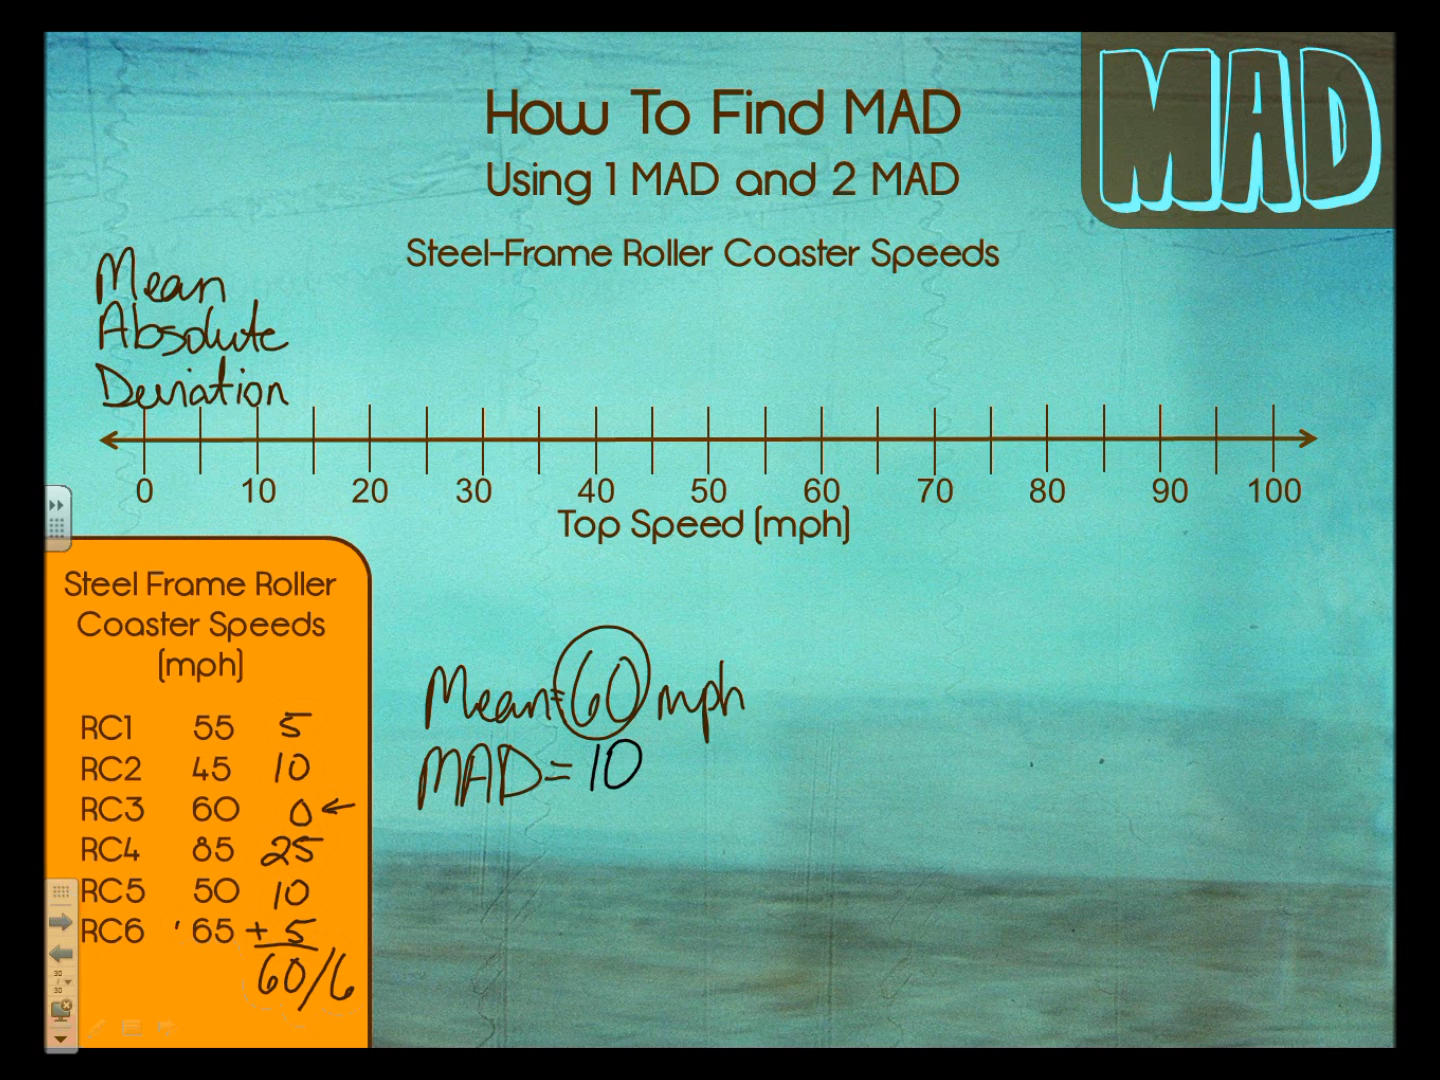 How To Find MAD
MAD
Using 1 MAD and 2 MAD
Steel-Frame Roller Coaster Speeds
Mean
Absolute
Deviation
0 10 20 30 40 50 60 70 80 90 100
Top Speed (mph)
Steel Frame Roller
Coaster Speeds
(mph)
RC1 55 5
RC2 45 10
RC3 60 0 ←
RC4 85 25
RC5 50 10
RC6 ' 65 + 5
60/6
Mean=60 mph
MAD=10
30
/
30